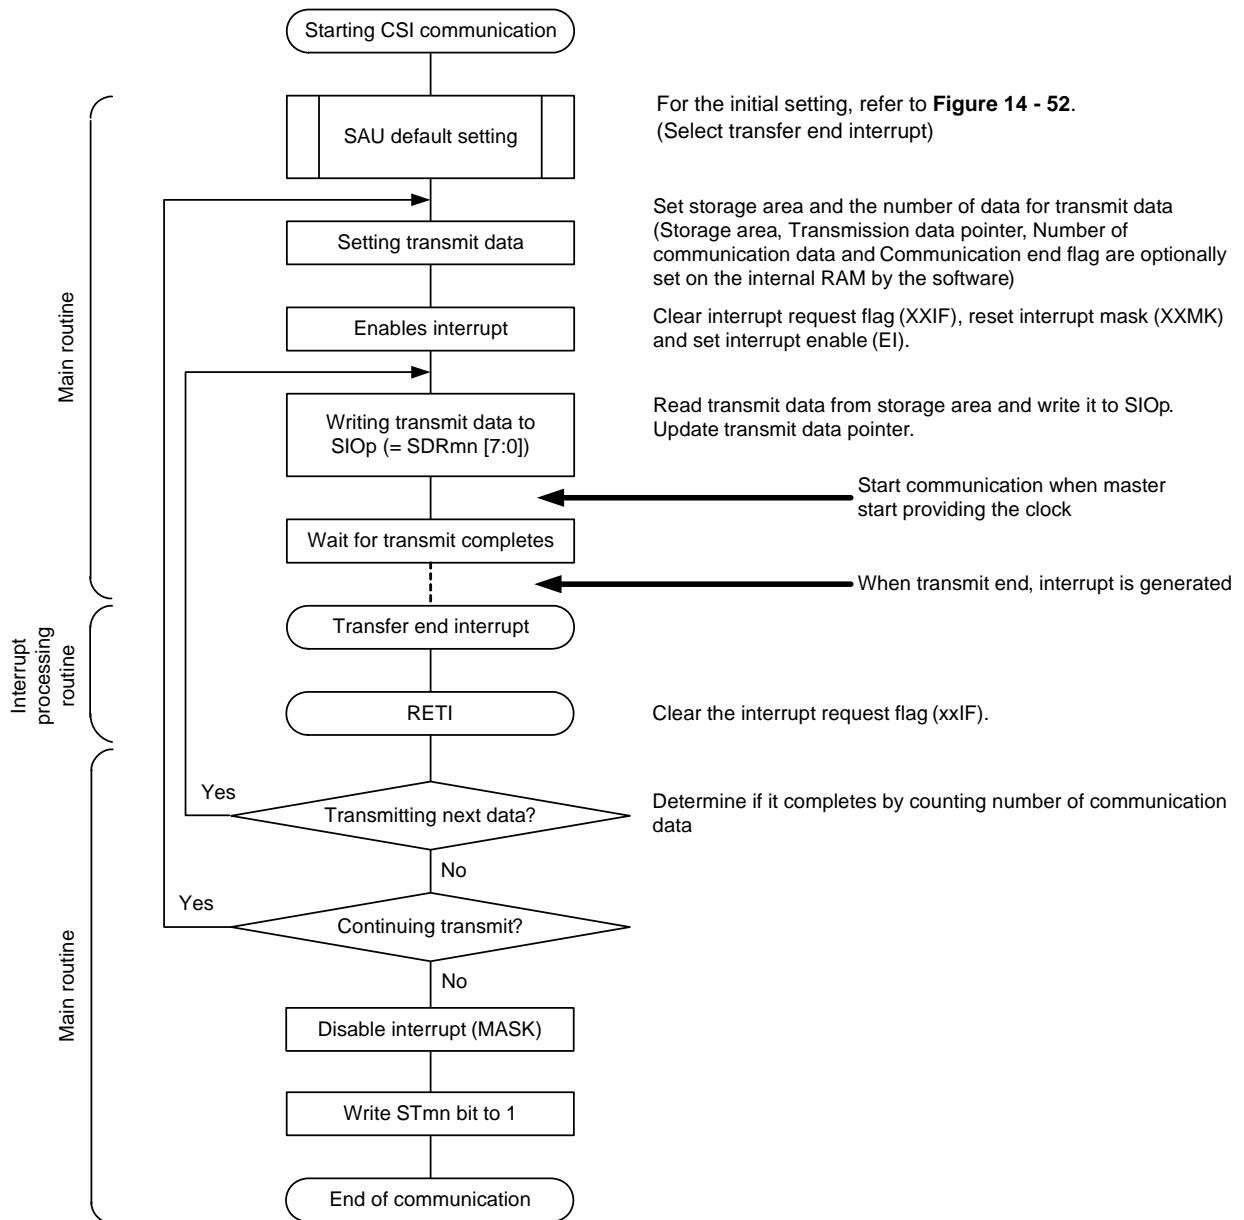 Starting CSI communication
SAU default setting
For the initial setting, refer to Figure 14 - 52.
(Select transfer end interrupt)
Setting transmit data
Set storage area and the number of data for transmit data
(Storage area, Transmission data pointer, Number of
communication data and Communication end flag are optionally
set on the internal RAM by the software)
Enables interrupt
Clear interrupt request flag (XXIF), reset interrupt mask (XXMK)
and set interrupt enable (EI).
Main routine
Writing transmit data to
SIOp (= SDRmn [7:0])
Read transmit data from storage area and write it to SIOp.
Update transmit data pointer.
Start communication when master
start providing the clock
Wait for transmit completes
When transmit end, interrupt is generated
Transfer end interrupt
Interrupt
processing
routine
RETI
Clear the interrupt request flag (xxIF).
Yes
Transmitting next data?
Determine if it completes by counting number of communication
data
No
Yes
Continuing transmit?
No
Main routine
Disable interrupt (MASK)
Write STmn bit to 1
End of communication